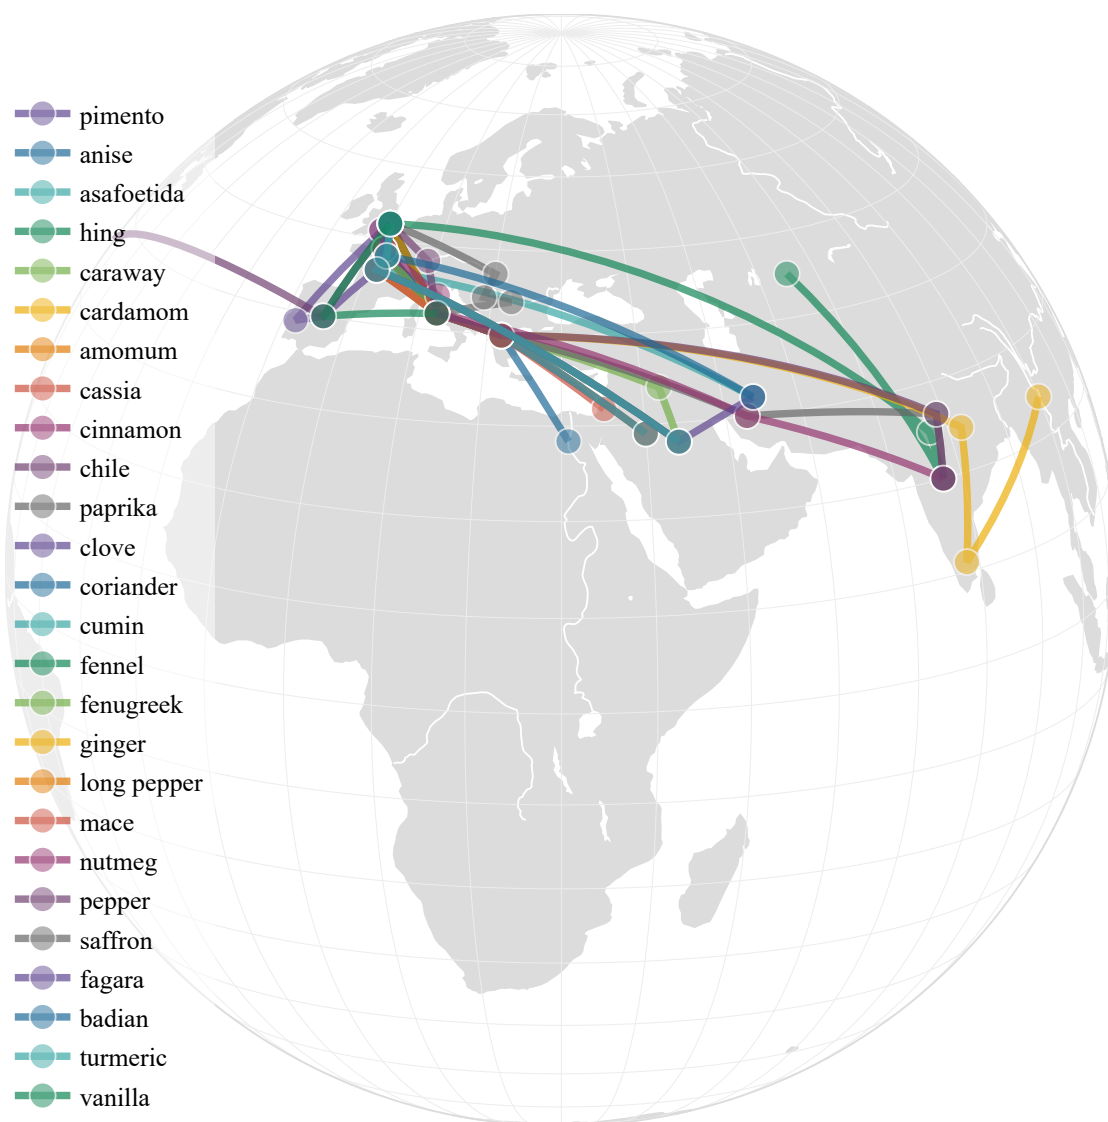 pimento
anise
asafoetida
hing
caraway
cardamom
amomum
cassia
cinnamon
chile
paprika
clove
coriander
cumin
fennel
fenugreek
ginger
long pepper
mace
nutmeg
pepper
saffron
fagara
badian
turmeric
vanilla